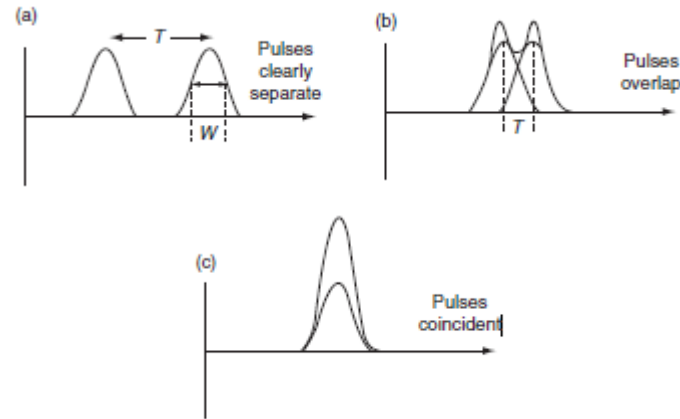 (a)
T
Pulses
clearly
separate
W
(b)
Pulses
overlap
T
(c)
Pulses
coincident